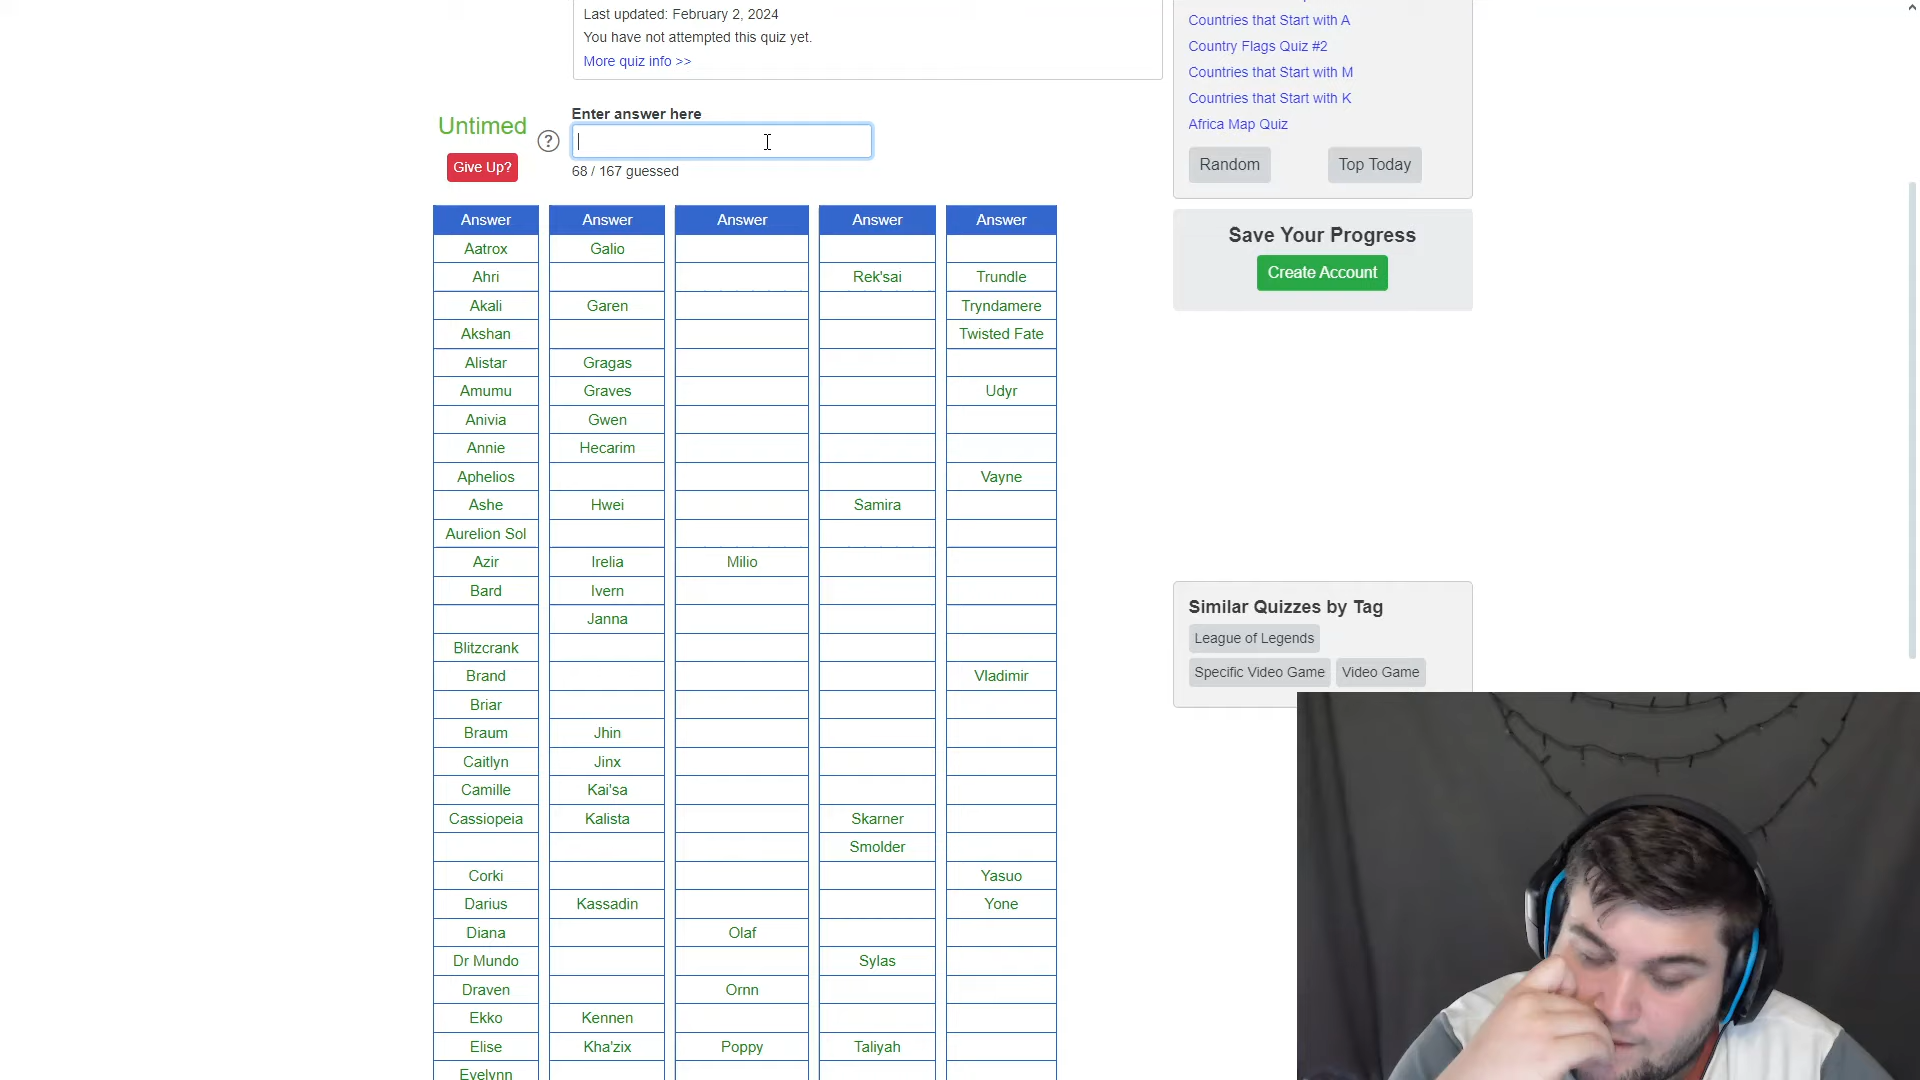 Last updated: February 2, 2024
You have not attempted this quiz yet.
More quiz info >>
Countries that Start with A
Country Flags Quiz #2
Countries that Start with M
Countries that Start with K
Africa Map Quiz
Random Top Today
Untimed
Give Up?
?
Enter answer here
68 / 167 guessed
Save Your Progress
Create Account
Answer Answer Answer Answer Answer
Aatrox Galio
Ahri Rek'sai Trundle
Akali Garen Tryndamere
Akshan Twisted Fate
Alistar Gragas
Amumu Graves Udyr
Anivia Gwen
Annie Hecarim
Aphelios Vayne
Ashe Hwei Samira
Aurelion Sol
Azir Irelia Milio
Bard Ivern
Janna
Blitzcrank
Brand Vladimir
Briar
Braum Jhin
Caitlyn Jinx
Camille Kai'sa
Cassiopeia Kalista Skarner
Smolder
Corki Yasuo
Darius Kassadin Yone
Diana Olaf
Dr Mundo Sylas
Draven Ornn
Ekko Kennen
Elise Kha'zix Poppy Taliyah
Evelynn
Similar Quizzes by Tag
League of Legends
Specific Video Game Video Game